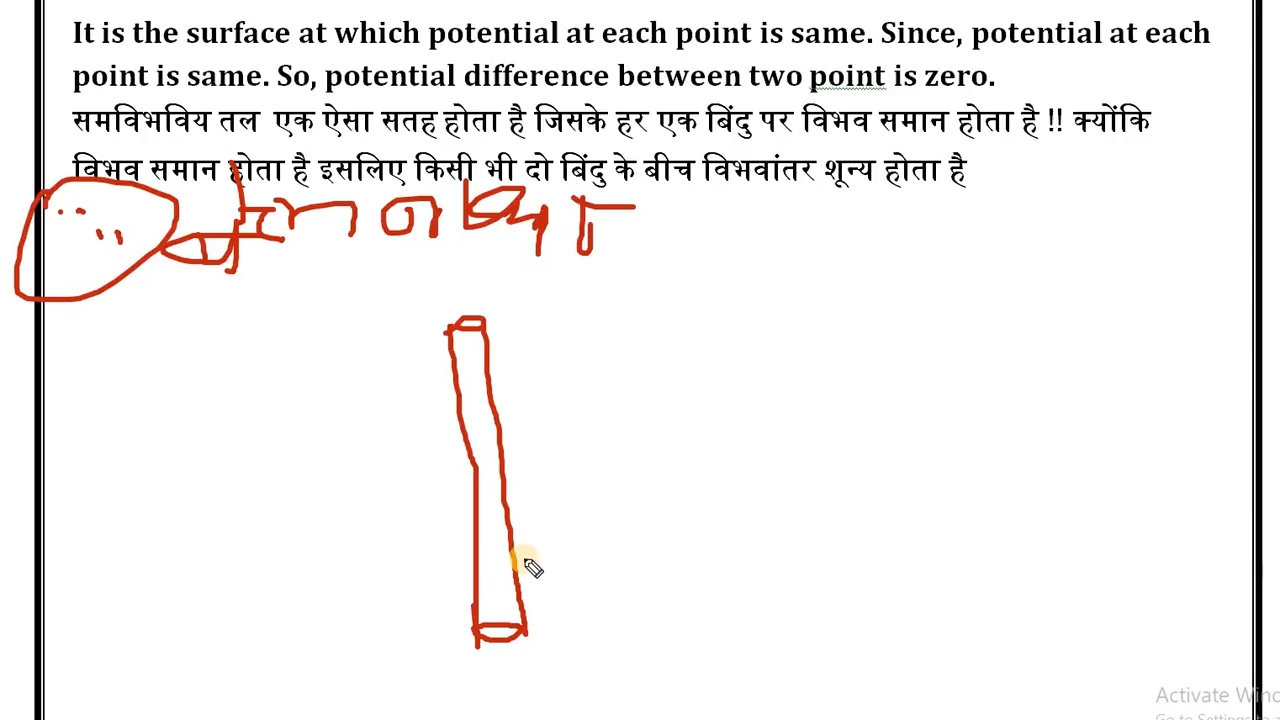 It is the surface at which potential at each point is same. Since, potential at each
point is same. So, potential difference between two point is zero.
समविभविय तल एक ऐसा सतह होता है जिसके हर एक बिंदु पर विभव समान होता है !! क्योंकि
विभव समान होता है इसलिए किसी भी दो बिंदु के बीच विभवांतर शून्य होता है
Activate Wind